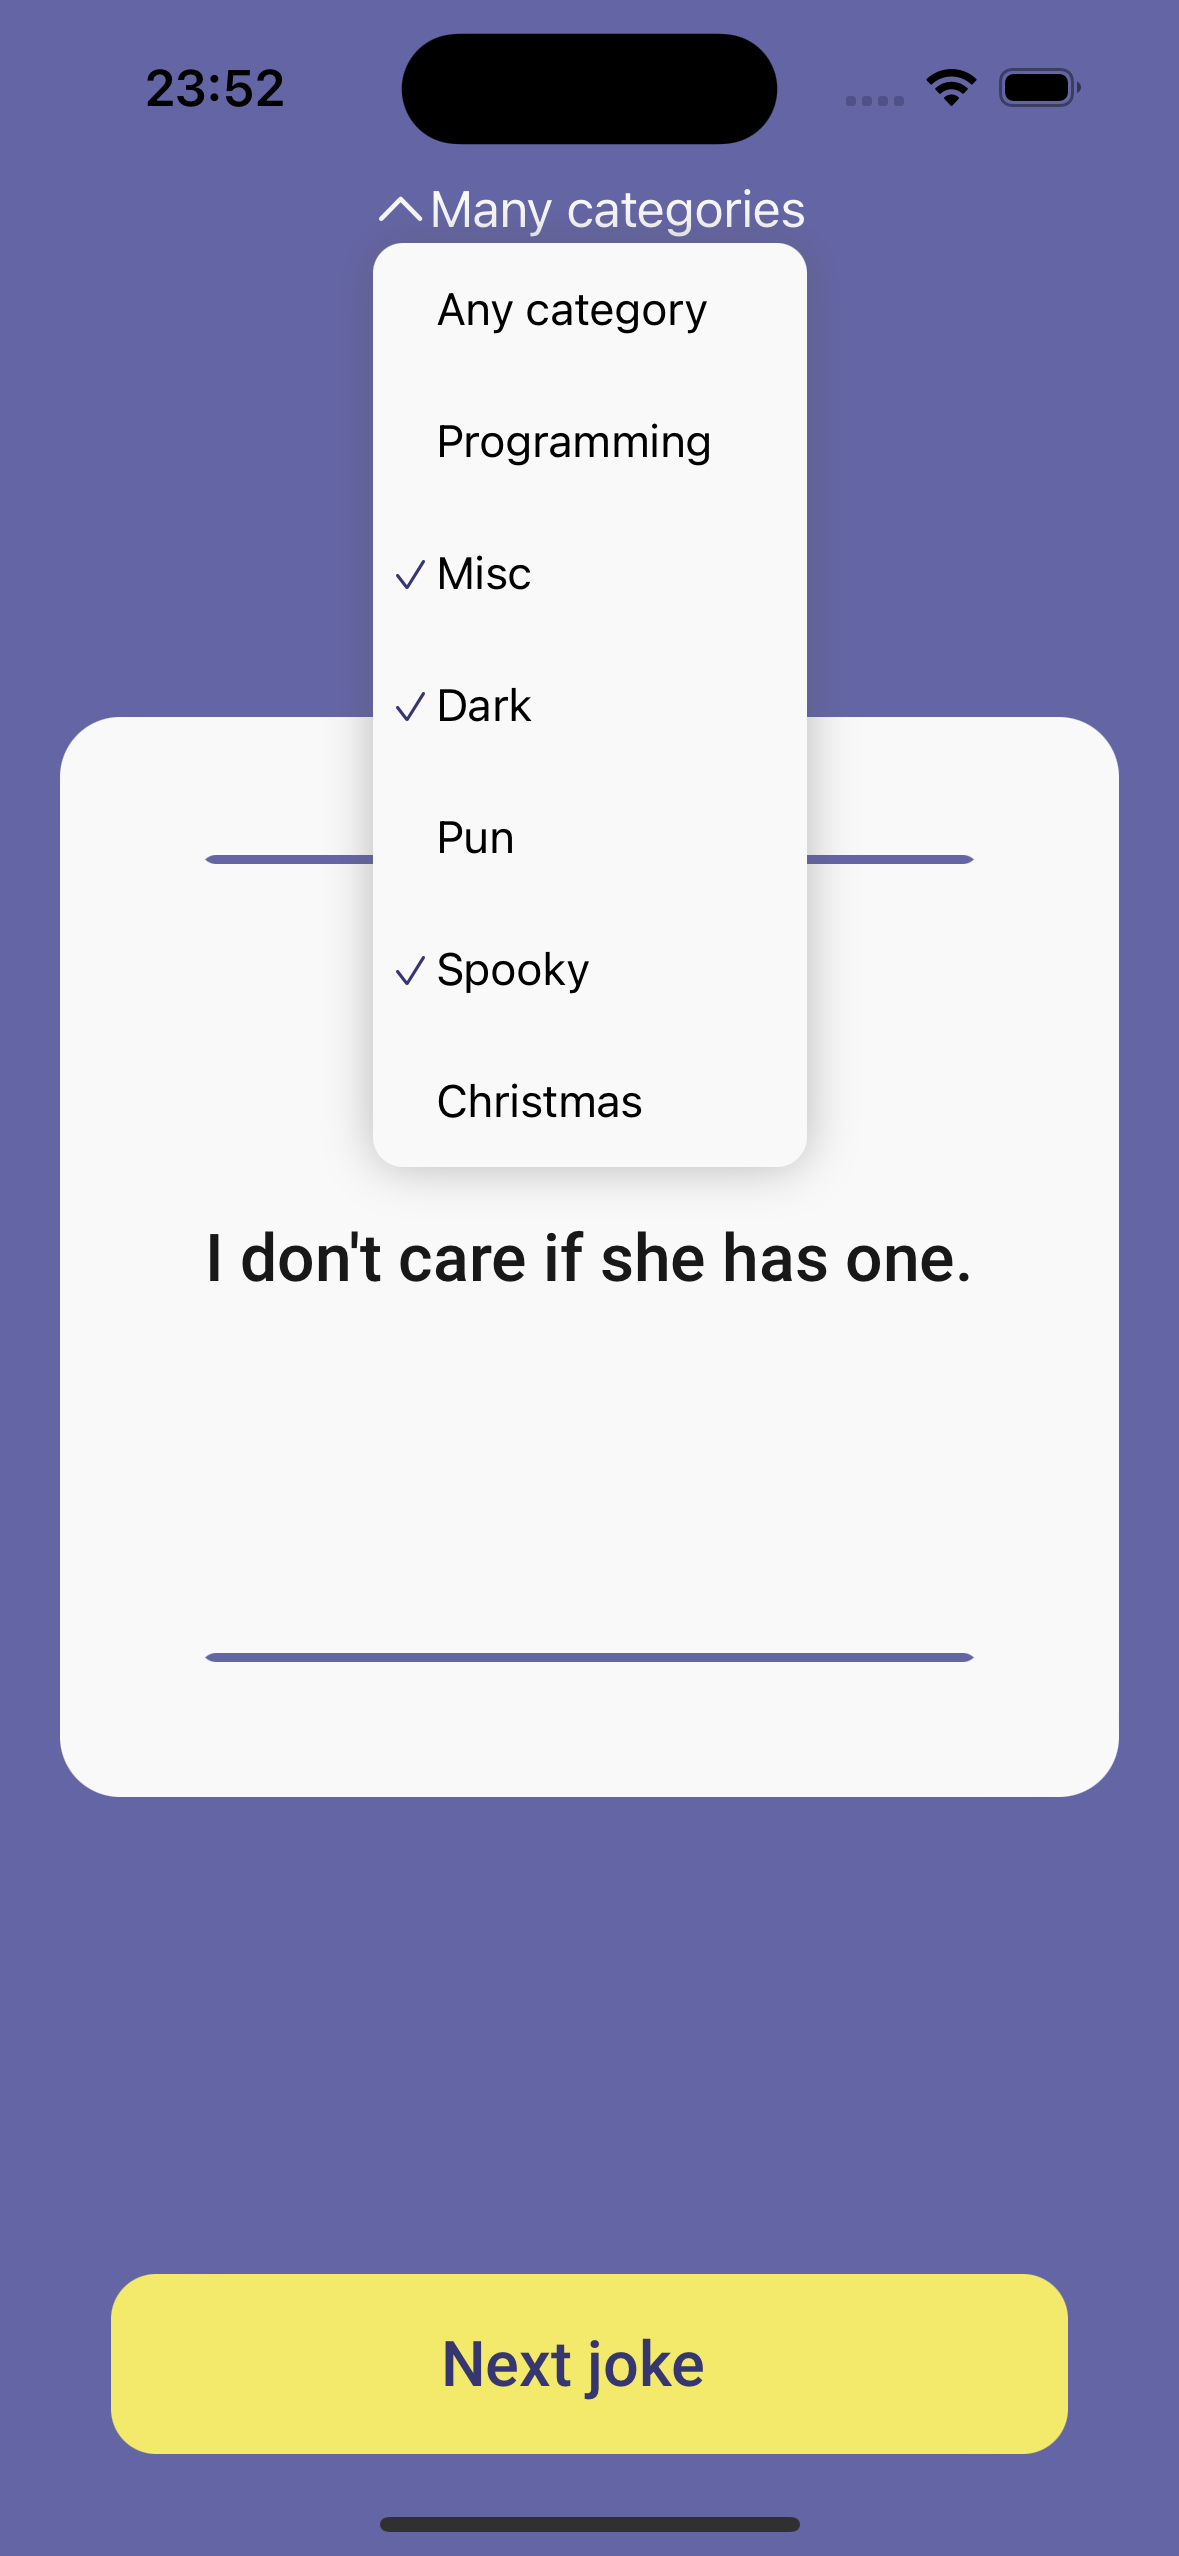 23:52
Many categories
Any category
Programming
Misc
Dark
Pun
Spooky
Christmas
I don't care if she has one.
Next joke